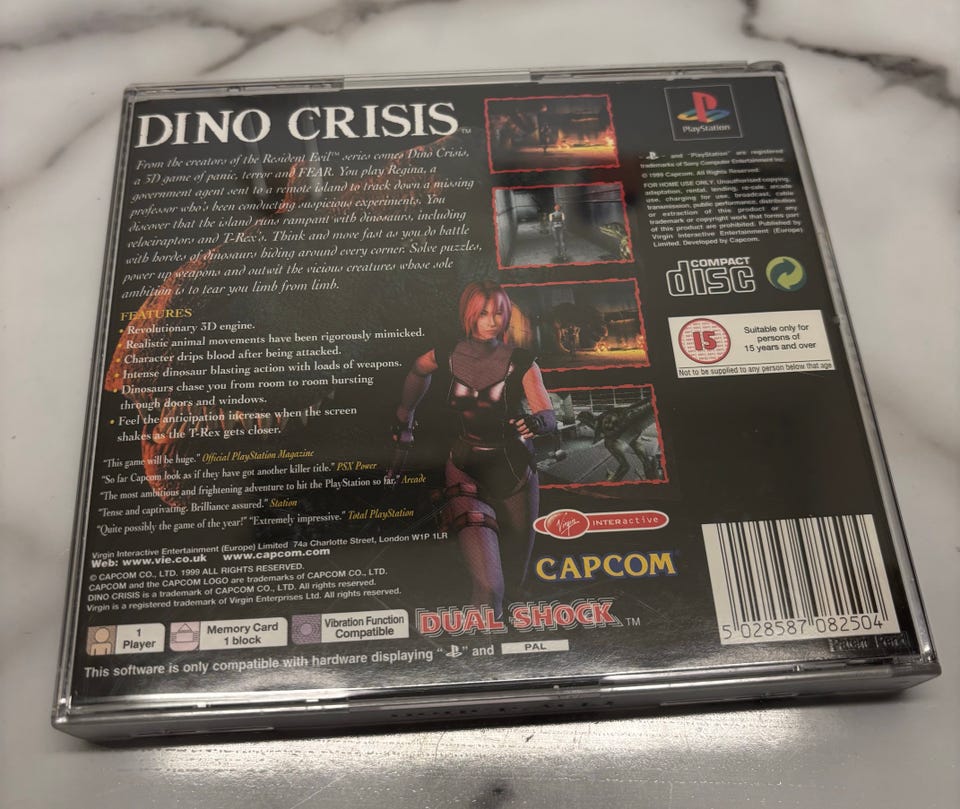 DINO CRISIS™
From the creators of the Resident Evil™ series comes Dino Crisis,
a 3D game of panic, terror and FEAR. You play Regina, a
government agent sent to a remote island to track down a missing
professor who's been conducting suspicious experiments. You
discover that the island runs rampant with dinosaurs, including
velociraptors and T-Rex's. Think and move fast as you do battle
with hordes of dinosaurs hiding around every corner. Solve puzzles,
power up weapons and outwit the vicious creatures whose sole
ambition is to tear you limb from limb.
FEATURES
• Revolutionary 3D engine.
• Realistic animal movements have been rigorously mimicked.
• Character drips blood after being attacked.
• Intense dinosaur blasting action with loads of weapons.
• Dinosaurs chase you from room to room bursting
through doors and windows.
• Feel the anticipation increase when the screen
shakes as the T-Rex gets closer.
"This game will be huge." Official PlayStation Magazine
"So far Capcom look as if they have got another killer title." PSX Power
"The most ambitious and frightening adventure to hit the PlayStation so far." Arcade
"Tense and captivating. Brilliance assured." Station
"Quite possibly the game of the year!" "Extremely impressive." Total PlayStation
Virgin Interactive Entertainment (Europe) Limited 74a Charlotte Street, London W1P 1LR
Web: www.vie.co.uk www.capcom.com
© CAPCOM CO., LTD. 1999 ALL RIGHTS RESERVED.
CAPCOM and the CAPCOM LOGO are trademarks of CAPCOM CO., LTD.
DINO CRISIS is a trademark of CAPCOM CO., LTD. All rights reserved.
Virgin is a registered trademark of Virgin Enterprises Ltd. All rights reserved.
1
Player
Memory Card
1 block
Vibration Function
Compatible
DUAL SHOCK™
This software is only compatible with hardware displaying " " and PAL
PlayStation
- and "PlayStation" are registered
trademarks of Sony Computer Entertainment Inc.
© 1999 Capcom. All Rights Reserved.
FOR HOME USE ONLY. Unauthorised copying,
adaptation, rental, lending, re-sale, arcade
use, charging for use, broadcast, cable
transmission, public performance, distribution
or extraction of this product or any
trademark or copyright work that forms part
of this product are prohibited. Published by
Virgin Interactive Entertainment (Europe)
Limited. Developed by Capcom.
COMPACT
disc
15
Suitable only for
persons of
15 years and over
Not to be supplied to any person below that age
Virgin INTERACTIVE
CAPCOM
5 028587 082504